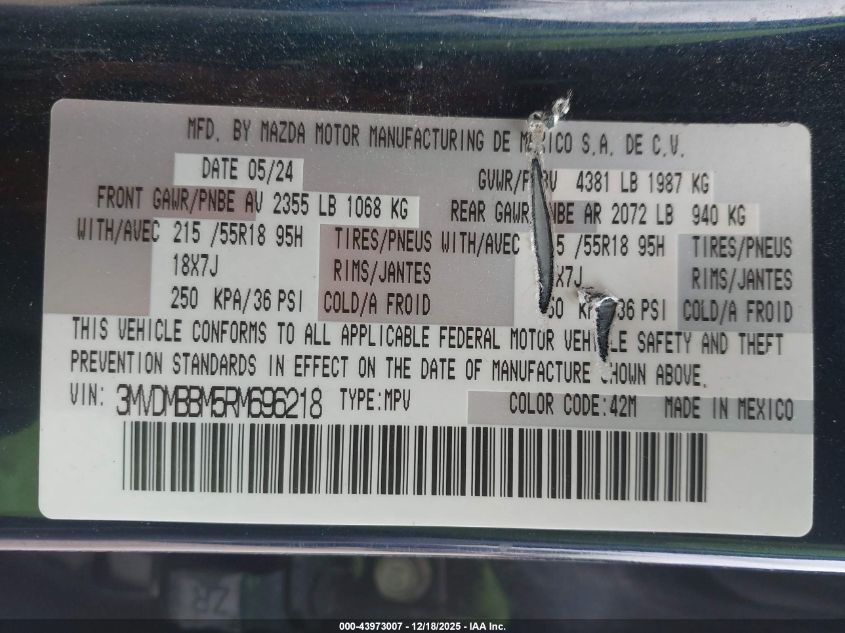 MFD. BY MAZDA MOTOR MANUFACTURING DE MEXICO S.A. DE C.V.
DATE 05/24 GVWR/PNBV 4381 LB 1987 KG
FRONT GAWR/PNBE AV 2355 LB 1068 KG REAR GAWR/PNBE AR 2072 LB 940 KG
WITH/AVEC 215 /55R18 95H TIRES/PNEUS WITH/AVEC /55R18 95H TIRES/PNEUS
18X7J RIMS/JANTES X7J RIMS/JANTES
250 KPA/36 PSI COLD/A FROID 36 PSI COLD/A FROID
THIS VEHICLE CONFORMS TO ALL APPLICABLE FEDERAL MOTOR VEHICLE SAFETY AND THEFT
PREVENTION STANDARDS IN EFFECT ON THE DATE OF MANUFACTURE SHOWN ABOVE.
VIN: 3MVDMBBM5RM696218 TYPE:MPV COLOR CODE:42M MADE IN MEXICO
ZR
000-43973007 - 12/18/2025 - IAA Inc.